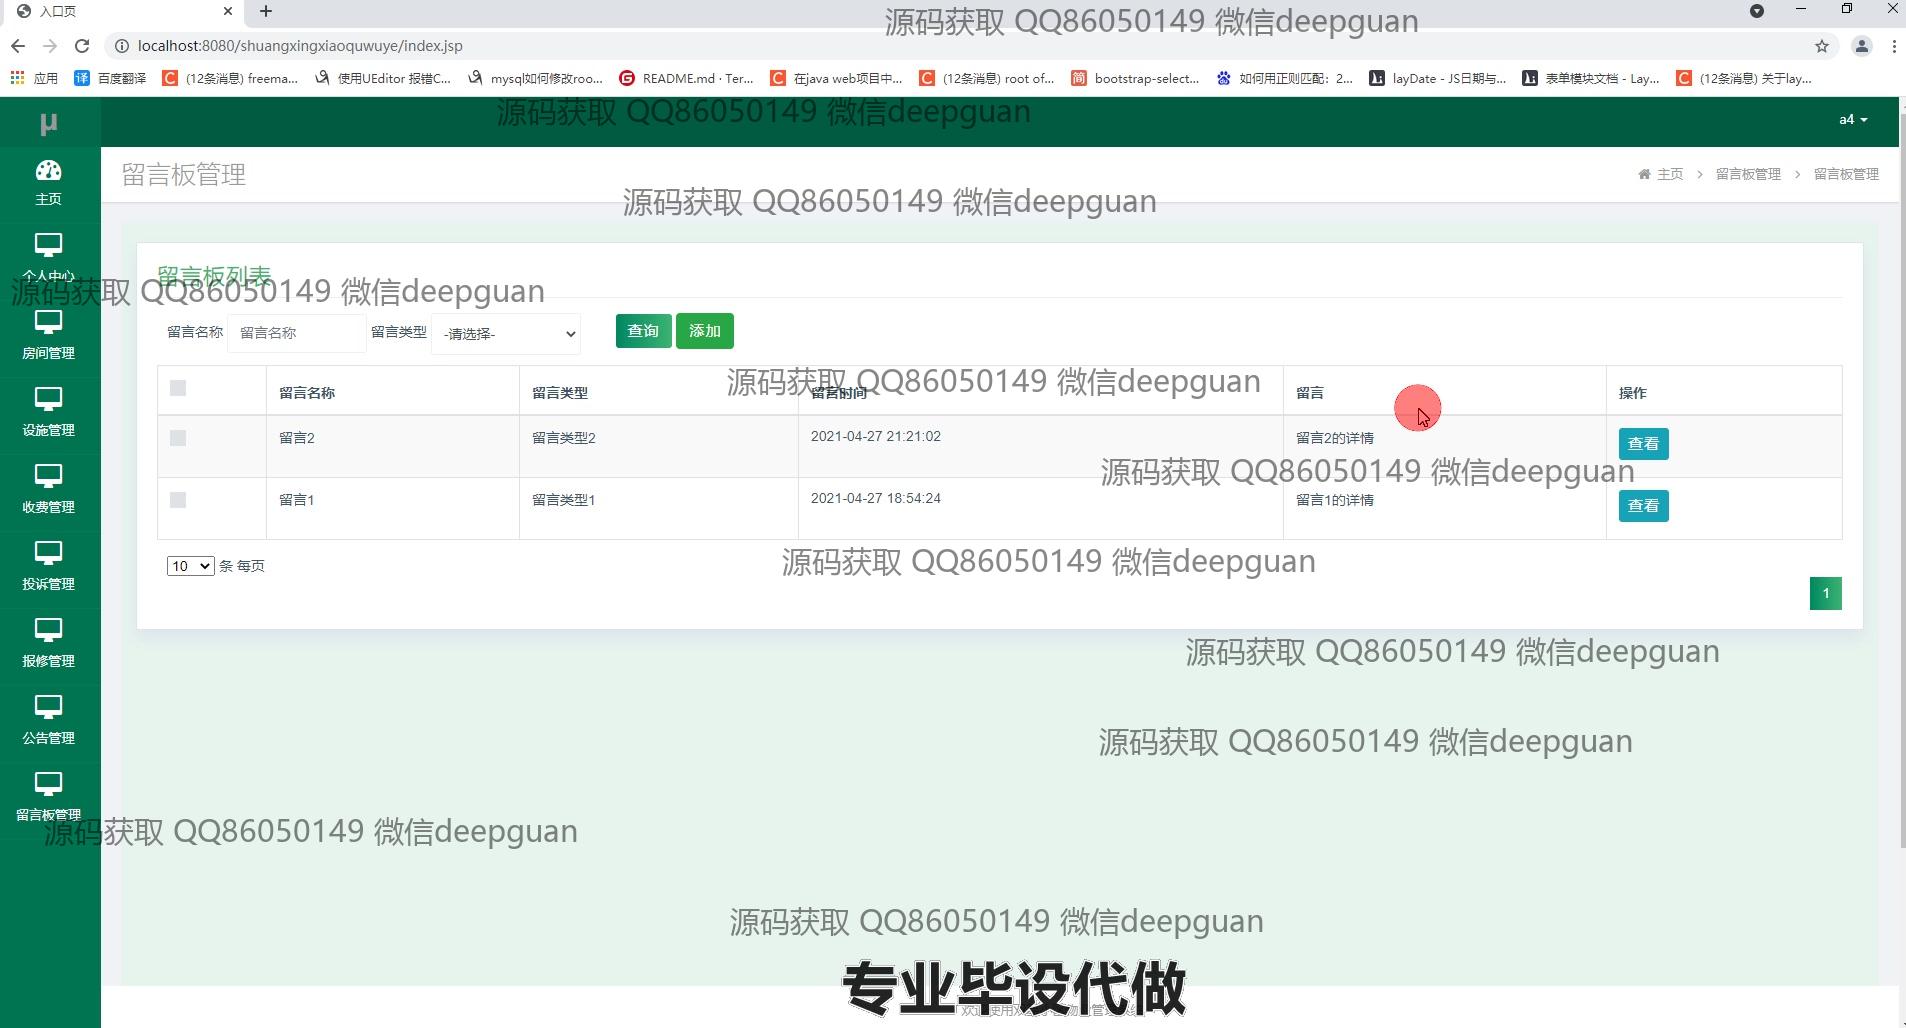 入口页
源码获取 QQ86050149 微信deepguan
localhost:8080/shuangxingxiaoquwuye/index.jsp
应用 百度翻译 (12条消息) freema... 使用UEditor 报错C... mysql如何修改roo... README.md · Ter... 在java web项目中... (12条消息) root of... bootstrap-select... 如何用正则匹配：2... layDate - JS日期与... 表单模块文档 - Lay... (12条消息) 关于lay...
源码获取 QQ86050149 微信deepguan
μ
a4
主页
留言板管理
主页 > 留言板管理 > 留言板管理
源码获取 QQ86050149 微信deepguan
个人中心
留言板列表
源码获取 QQ86050149 微信deepguan
留言名称 留言名称 留言类型 -请选择- 查询 添加
房间管理
源码获取 QQ86050149 微信deepguan
留言名称 留言类型 留言时间 留言 操作
设施管理
留言2 留言类型2 2021-04-27 21:21:02 留言2的详情 查看
源码获取 QQ86050149 微信deepguan
收费管理
留言1 留言类型1 2021-04-27 18:54:24 留言1的详情 查看
10 条 每页
源码获取 QQ86050149 微信deepguan
投诉管理
1
源码获取 QQ86050149 微信deepguan
报修管理
公告管理
源码获取 QQ86050149 微信deepguan
留言板管理
源码获取 QQ86050149 微信deepguan
源码获取 QQ86050149 微信deepguan
专业毕设代做